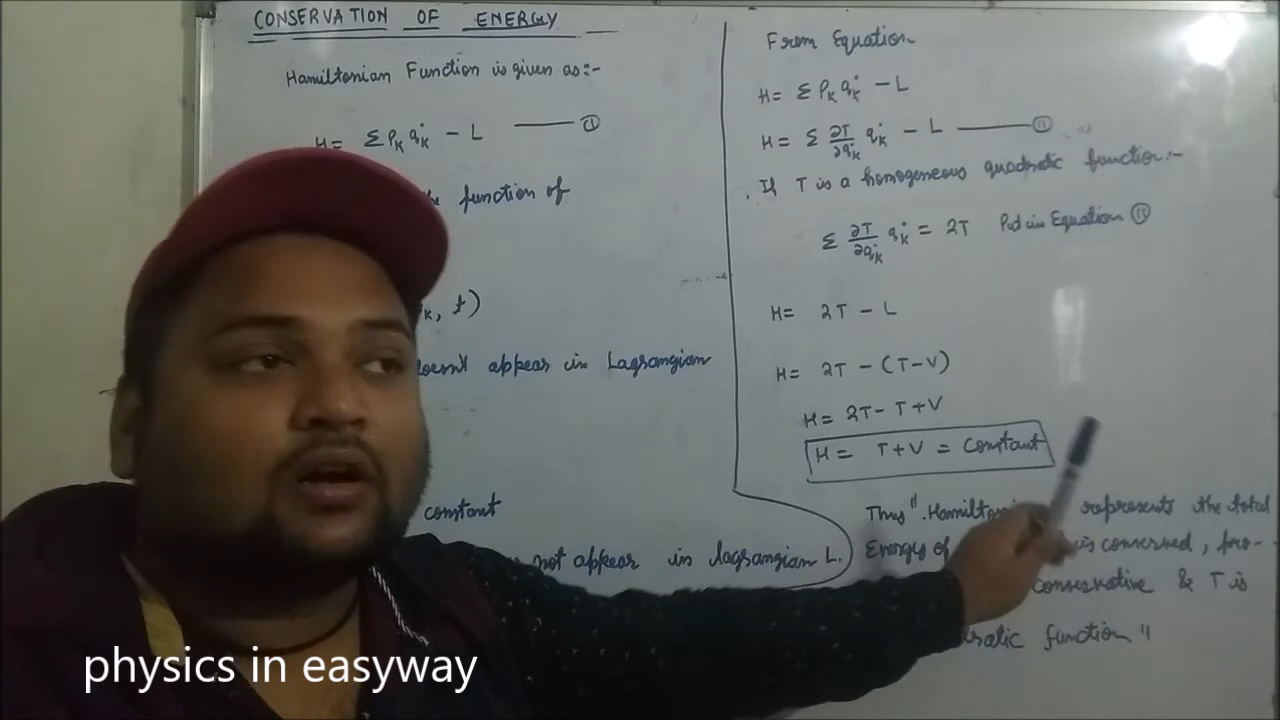 CONSERVATION OF ENERGY
Hamiltonian Function is given as:-
H= Σ Pₖ q̇ₖ - L —— ①
function of
ₖ, t)
doesn't appear in Lagrangian
constant
not appear in lagrangian L.
From Equation
H= Σ Pₖ q̇ₖ - L
H= Σ ∂T/∂q̇ₖ q̇ₖ - L —— ⑪
If T is a homogeneous quadratic function:-
Σ ∂T/∂q̇ₖ q̇ₖ = 2T Put in Equation ⑪
H= 2T - L
H= 2T - (T-V)
H= 2T - T + V
H= T+V = constant
Thus "Hamiltonian represents the total
Energy of is conserved, pro-
conservative & T is
function"
physics in easyway